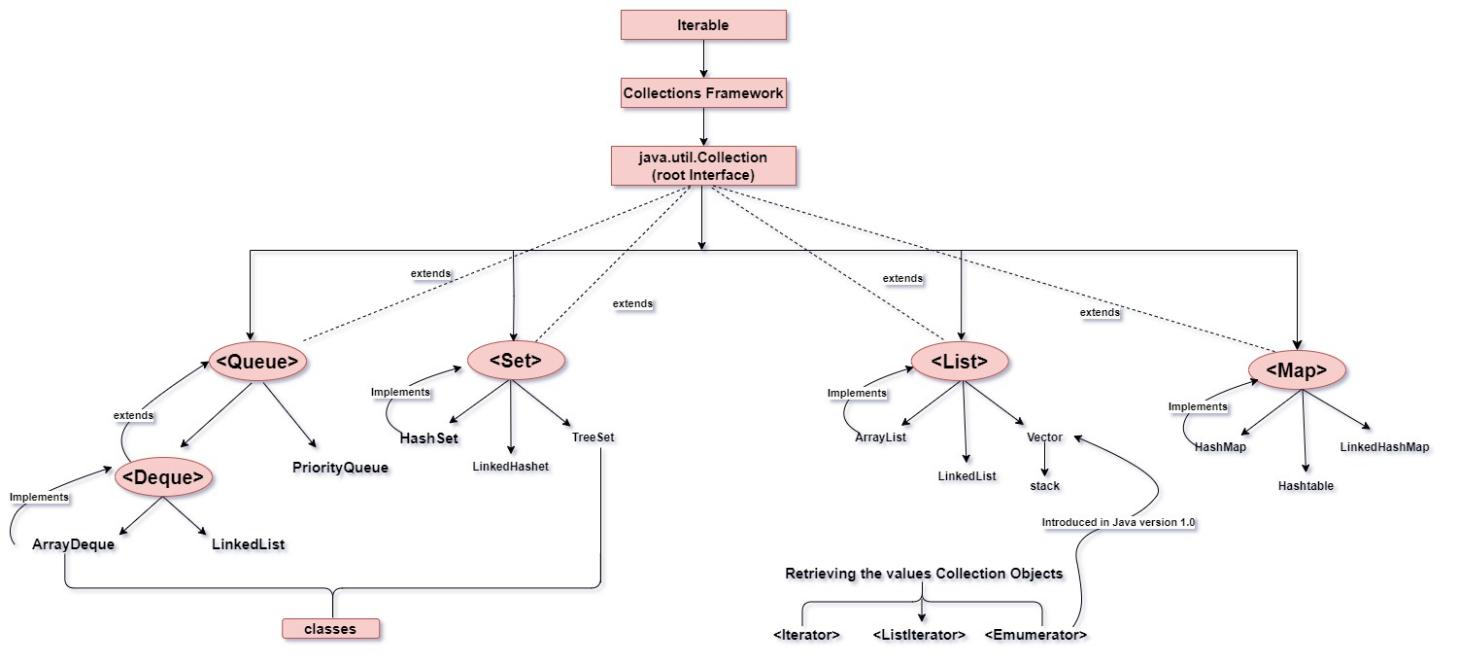 Iterable
Collections Framework
java.util.Collection
(root Interface)
extends
extends
extends
extends
<Queue>
<Set>
<List>
<Map>
Implements
Implements
Implements
extends
HashSet
TreeSet
ArrayList
Vector
HashMap
LinkedHashMap
PriorityQueue
LinkedHashet
<Deque>
LinkedList
stack
Hashtable
Implements
Introduced in Java version 1.0
ArrayDeque
LinkedList
Retrieving the values Collection Objects
classes
<Iterator>
<ListIterator>
<Emumerator>